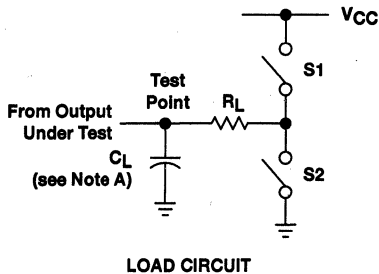 VCC
S1
Test
Point
RL
From Output
Under Test
CL
(see Note A)
S2
LOAD CIRCUIT